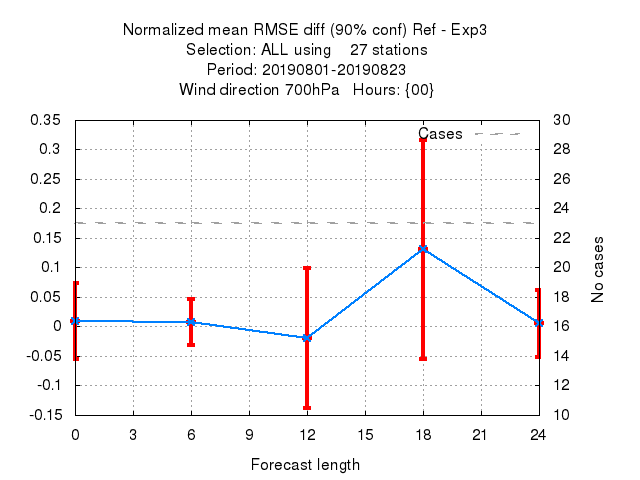 Normalized mean RMSE diff (90% conf) Ref - Exp3
Selection: ALL using    27 stations
Period: 20190801-20190823
Wind direction 700hPa   Hours: {00}
Cases
0.35
0.3
0.25
0.2
0.15
0.1
0.05
0
-0.05
-0.1
-0.15
30
28
26
24
22
20
18
16
14
12
10
No cases
0 3 6 9 12 15 18 21 24
Forecast length